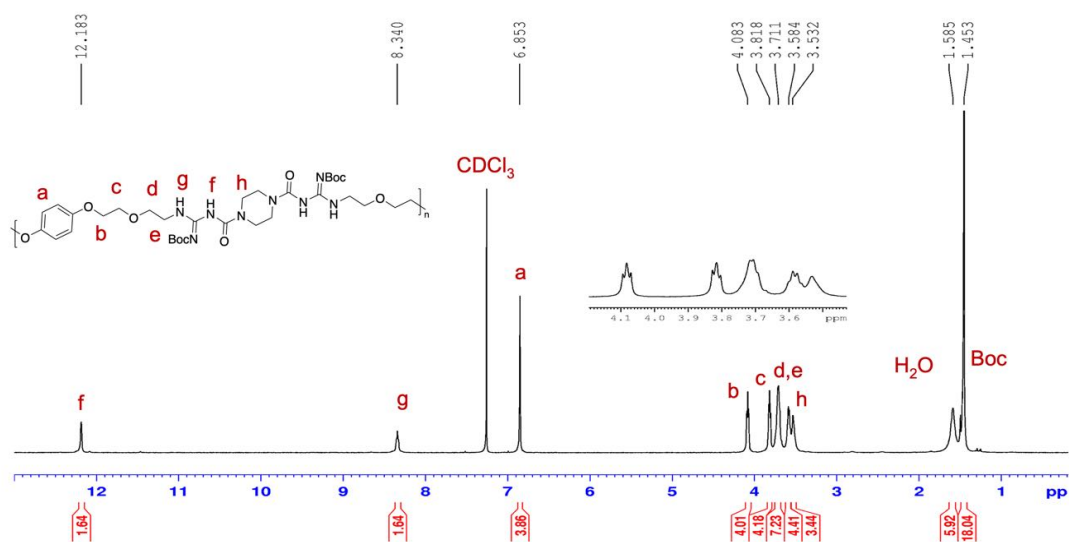 12.183
8.340
6.853
4.083
3.818
3.711
3.584
3.532
1.585
1.453
CDCl3
a
c
d
g
f
h
b
e
O
O
O
H
N
NBoc
H
N
O
N
N
O
N
H
NBoc
N
H
O
n
BocN
a
4.1 4.0 3.9 3.8 3.7 3.6 ppm
f
g
b
c
d,e
h
H2O
Boc
12 11 10 9 8 7 6 5 4 3 2 1 pp
1.64
1.64
3.86
4.01
4.18
7.23
4.41
3.44
5.92
18.04